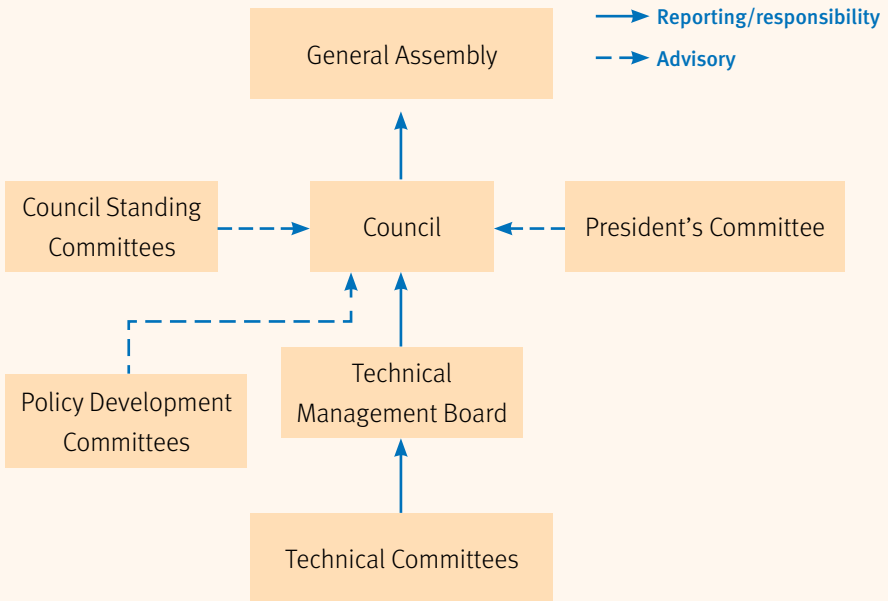 Reporting/responsibility
General Assembly
Advisory
Council Standing
Committees
Council
President’s Committee
Policy Development
Committees
Technical
Management Board
Technical Committees